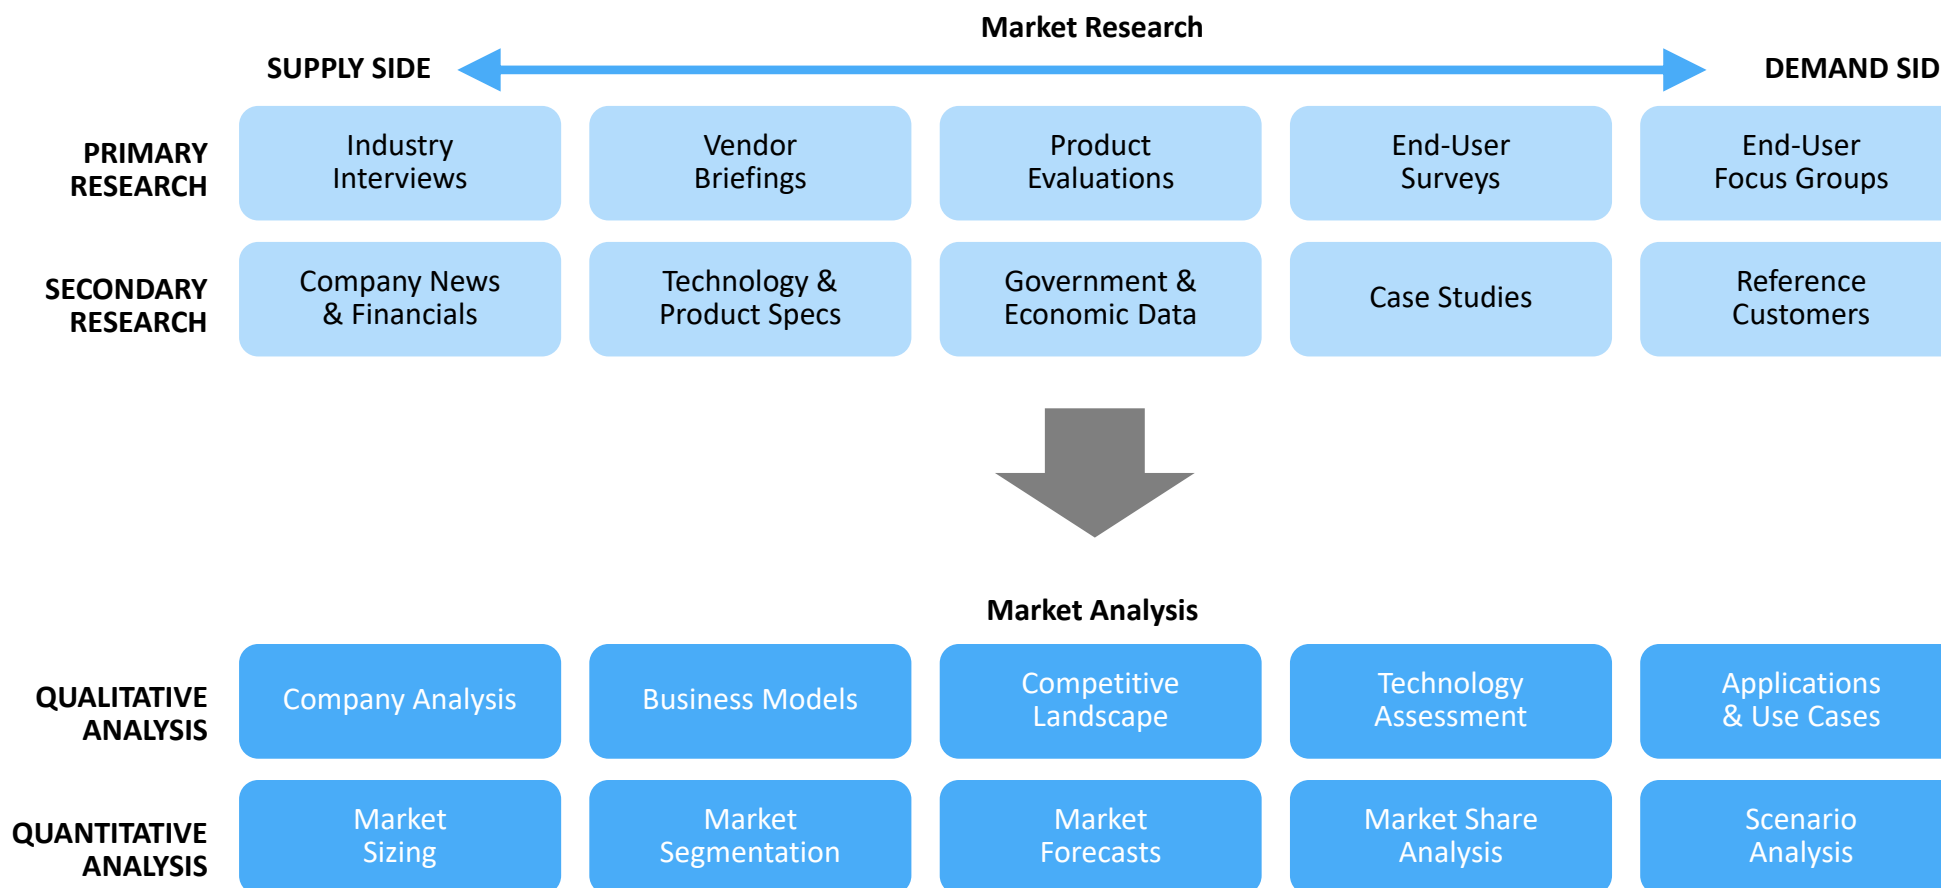 Market Research
SUPPLY SIDE
DEMAND SID
PRIMARY
RESEARCH
Industry
Interviews
Vendor
Briefings
Product
Evaluations
End-User
Surveys
End-User
Focus Groups
SECONDARY
RESEARCH
Company News
& Financials
Technology &
Product Specs
Government &
Economic Data
Case Studies
Reference
Customers
Market Analysis
QUALITATIVE
ANALYSIS
Company Analysis
Business Models
Competitive
Landscape
Technology
Assessment
Applications
& Use Cases
QUANTITATIVE
ANALYSIS
Market
Sizing
Market
Segmentation
Market
Forecasts
Market Share
Analysis
Scenario
Analysis